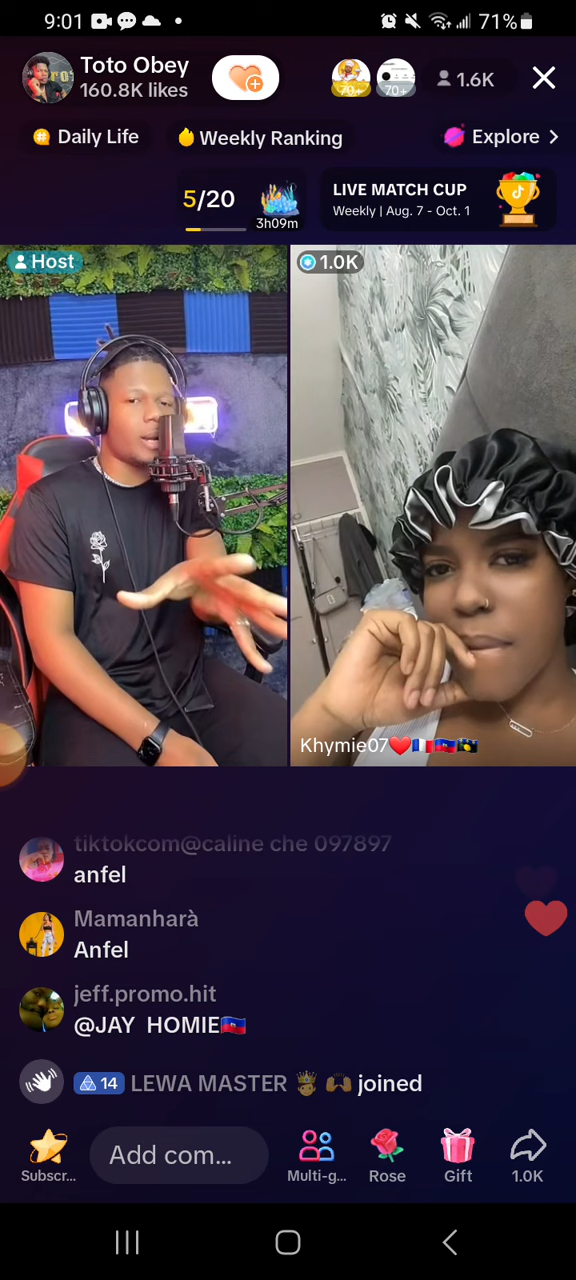 9:01
71%
Toto Obey
160.8K likes
70+
70+
1.6K
Daily Life
Weekly Ranking
Explore
5/20
3h09m
LIVE MATCH CUP
Weekly | Aug. 7 - Oct. 1
Host
1.0K
Khymie07❤️🇫🇷🇭🇹🇬🇵
tiktokcom@caline che 097897
anfel
Mamanharà
Anfel
jeff.promo.hit
@JAY HOMIE🇭🇹
14 LEWA MASTER 🤴🏾 🙌🏾 joined
Subscr...
Add com...
Multi-g...
Rose
Gift
1.0K